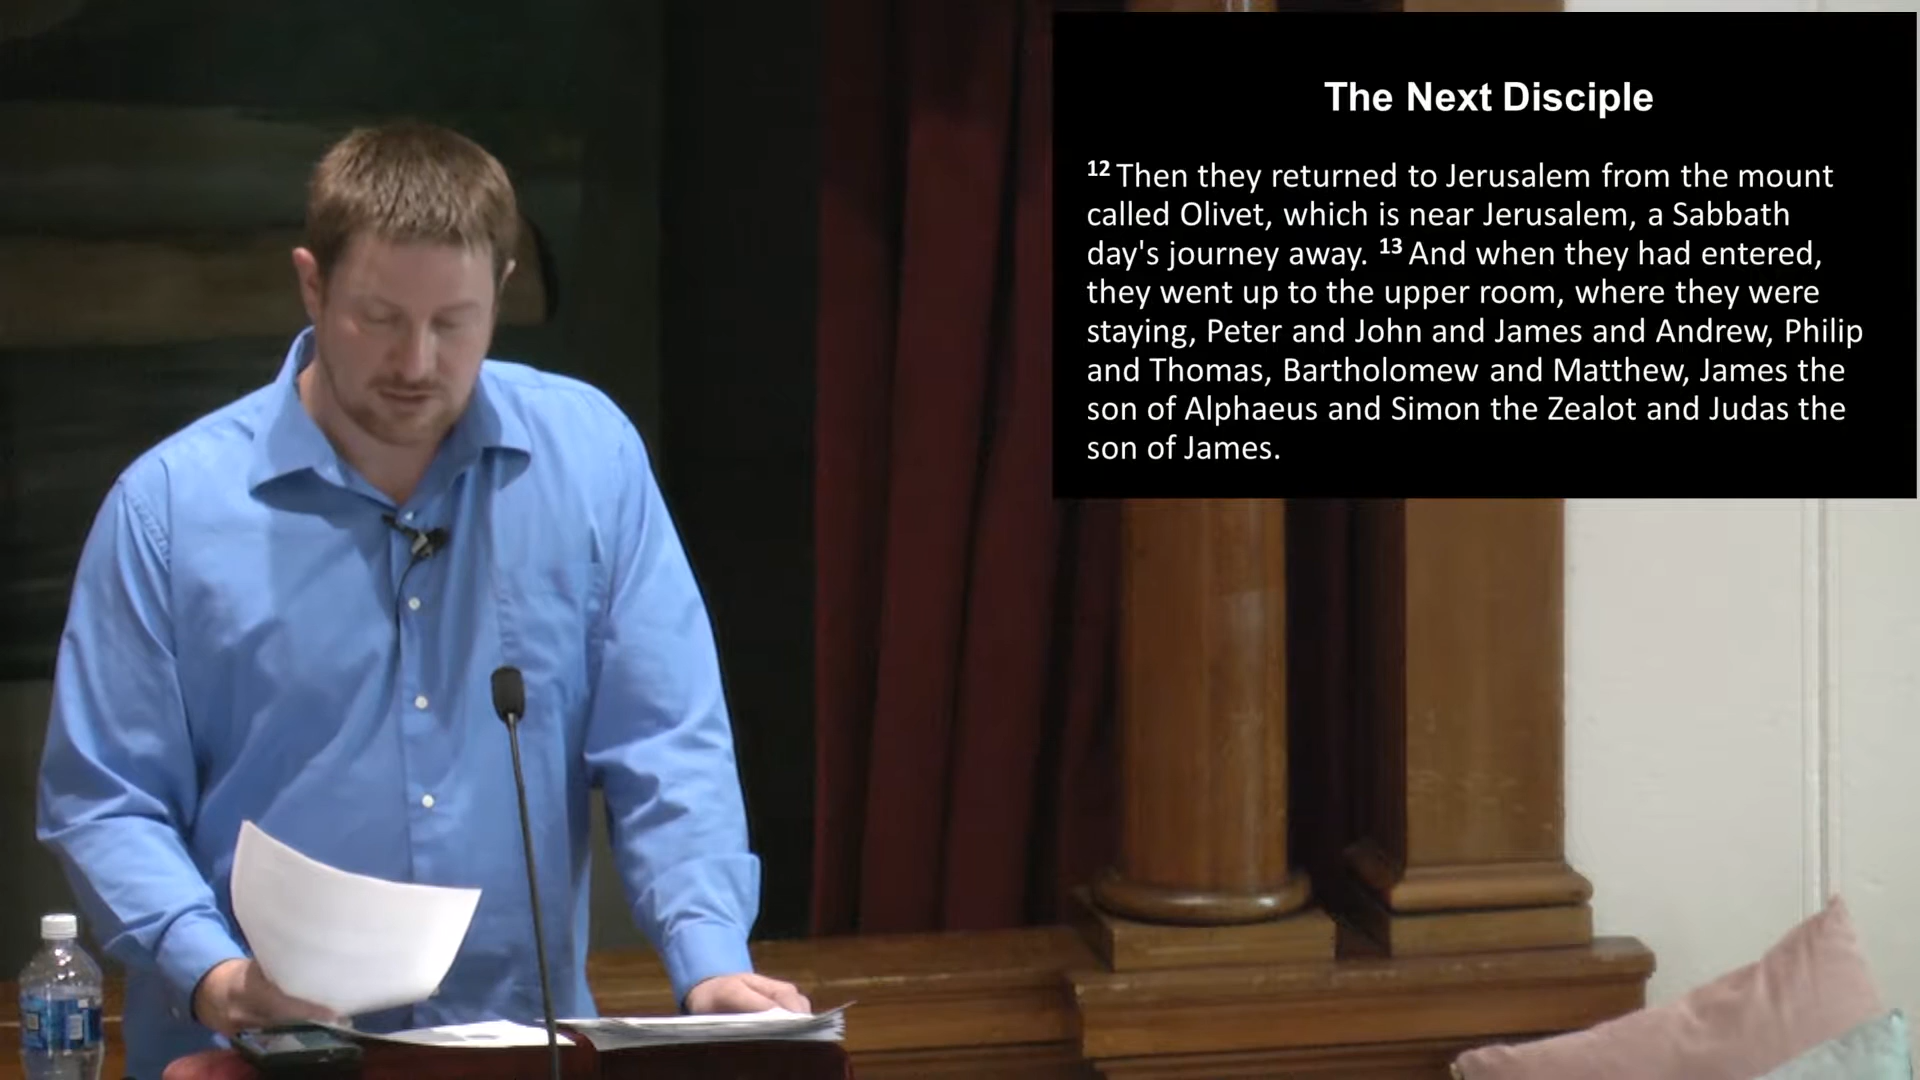 The Next Disciple
12 Then they returned to Jerusalem from the mount
called Olivet, which is near Jerusalem, a Sabbath
day's journey away. 13 And when they had entered,
they went up to the upper room, where they were
staying, Peter and John and James and Andrew, Philip
and Thomas, Bartholomew and Matthew, James the
son of Alphaeus and Simon the Zealot and Judas the
son of James.